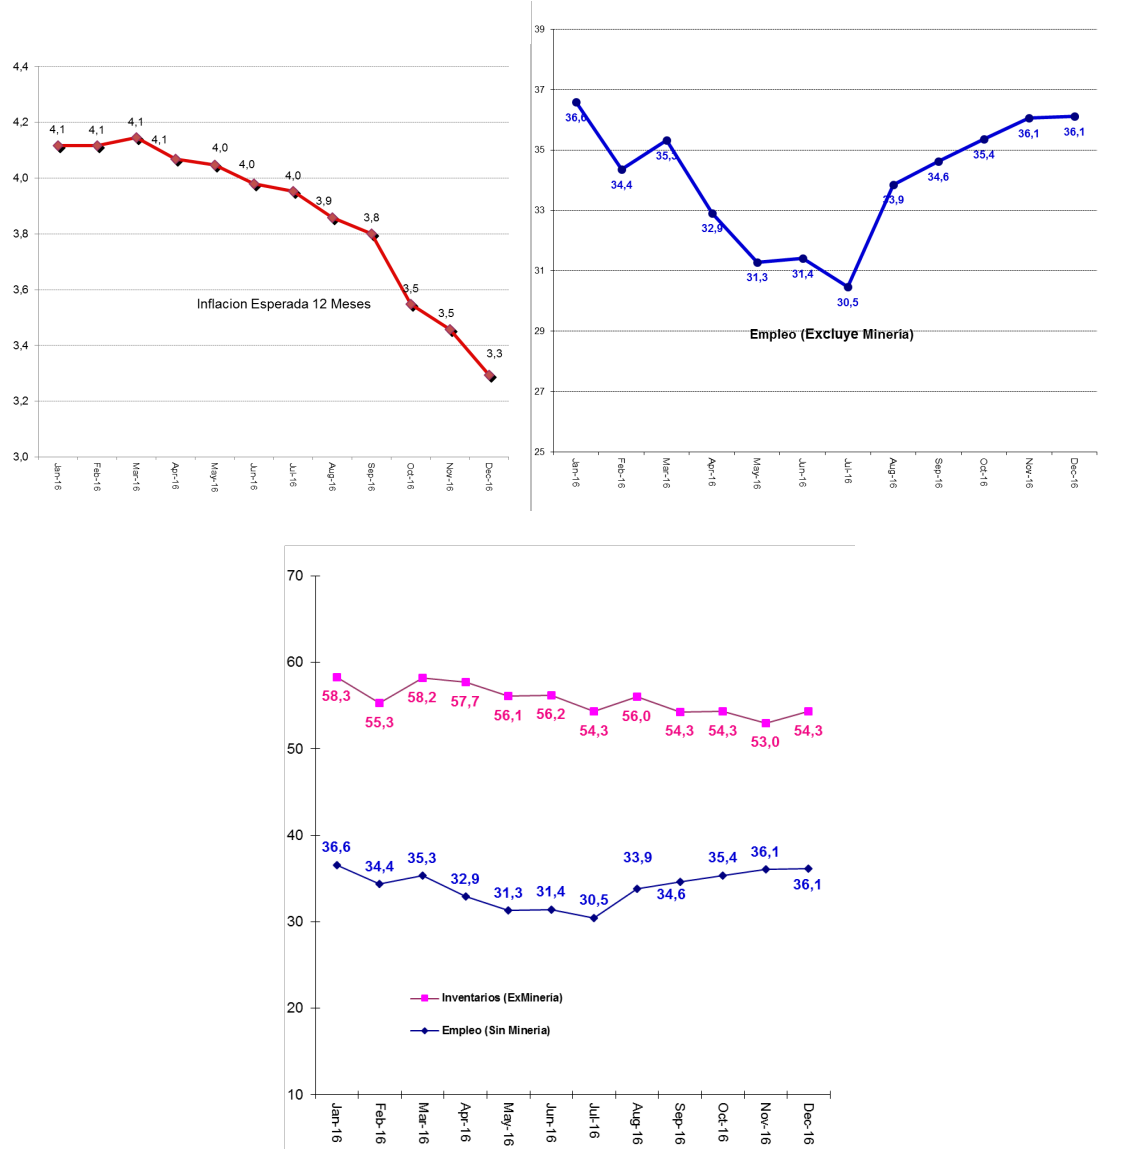 4,4
4,2
4,0
3,8
3,6
3,4
3,2
3,0
4,1
4,1
4,1
4,1
4,0
4,0
4,0
3,9
3,8
3,5
3,5
3,3
Inflacion Esperada 12 Meses
Jan-16
Feb-16
Mar-16
Apr-16
May-16
Jun-16
Jul-16
Aug-16
Sep-16
Oct-16
Nov-16
Dec-16
39
37
35
33
31
29
27
25
36,6
34,4
35,3
32,9
31,3
31,4
30,5
33,9
34,6
35,4
36,1
36,1
Empleo (Excluye Minería)
Jan-16
Feb-16
Mar-16
Apr-16
May-16
Jun-16
Jul-16
Aug-16
Sep-16
Oct-16
Nov-16
Dec-16
70
60
50
40
30
20
10
58,3
55,3
58,2
57,7
56,1
56,2
54,3
56,0
54,3
54,3
53,0
54,3
36,6
34,4
35,3
32,9
31,3
31,4
30,5
33,9
34,6
35,4
36,1
36,1
Inventarios (ExMineria)
Empleo (Sin Mineria)
Jan-16
Feb-16
Mar-16
Apr-16
May-16
Jun-16
Jul-16
Aug-16
Sep-16
Oct-16
Nov-16
Dec-16